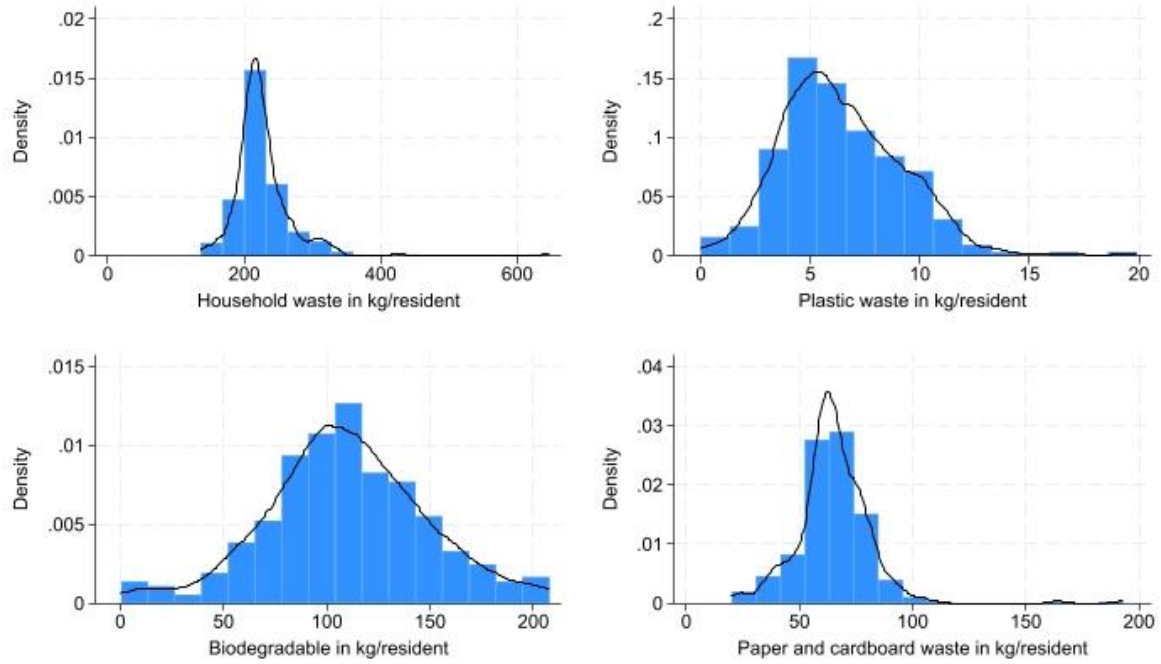 .02
.015
.01
.005
0
Density
0 200 400 600
Household waste in kg/resident
.2
.15
.1
.05
0
Density
0 5 10 15 20
Plastic waste in kg/resident
.015
.01
.005
0
Density
0 50 100 150 200
Biodegradable in kg/resident
.04
.03
.02
.01
0
Density
0 50 100 150 200
Paper and cardboard waste in kg/resident